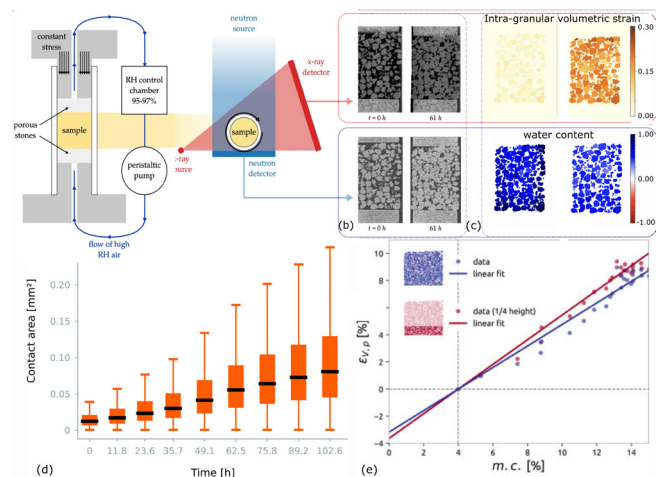 constant
stress
RH control
chamber
95-97%
porous
stones
sample
peristaltic
pump
flow of high
RH air
neutron
source
x-ray
detector
sample
neutron
detector
t = 0 h
61 h
(b)
t = 0 h
61 h
Intra-granular volumetric strain
0.30
0.15
0.00
(c)
water content
1.00
0.00
-1.00
Contact area [mm²]
0.20
0.15
0.10
0.05
0
0 11.8 23.6 35.7 49.1 62.5 75.8 89.2 102.6
Time [h]
(d)
εV,p [%]
10
8
6
4
2
0
−2
−4
data
linear fit
data (1/4 height)
linear fit
0 2 4 6 8 10 12 14
m.c. [%]
(e)